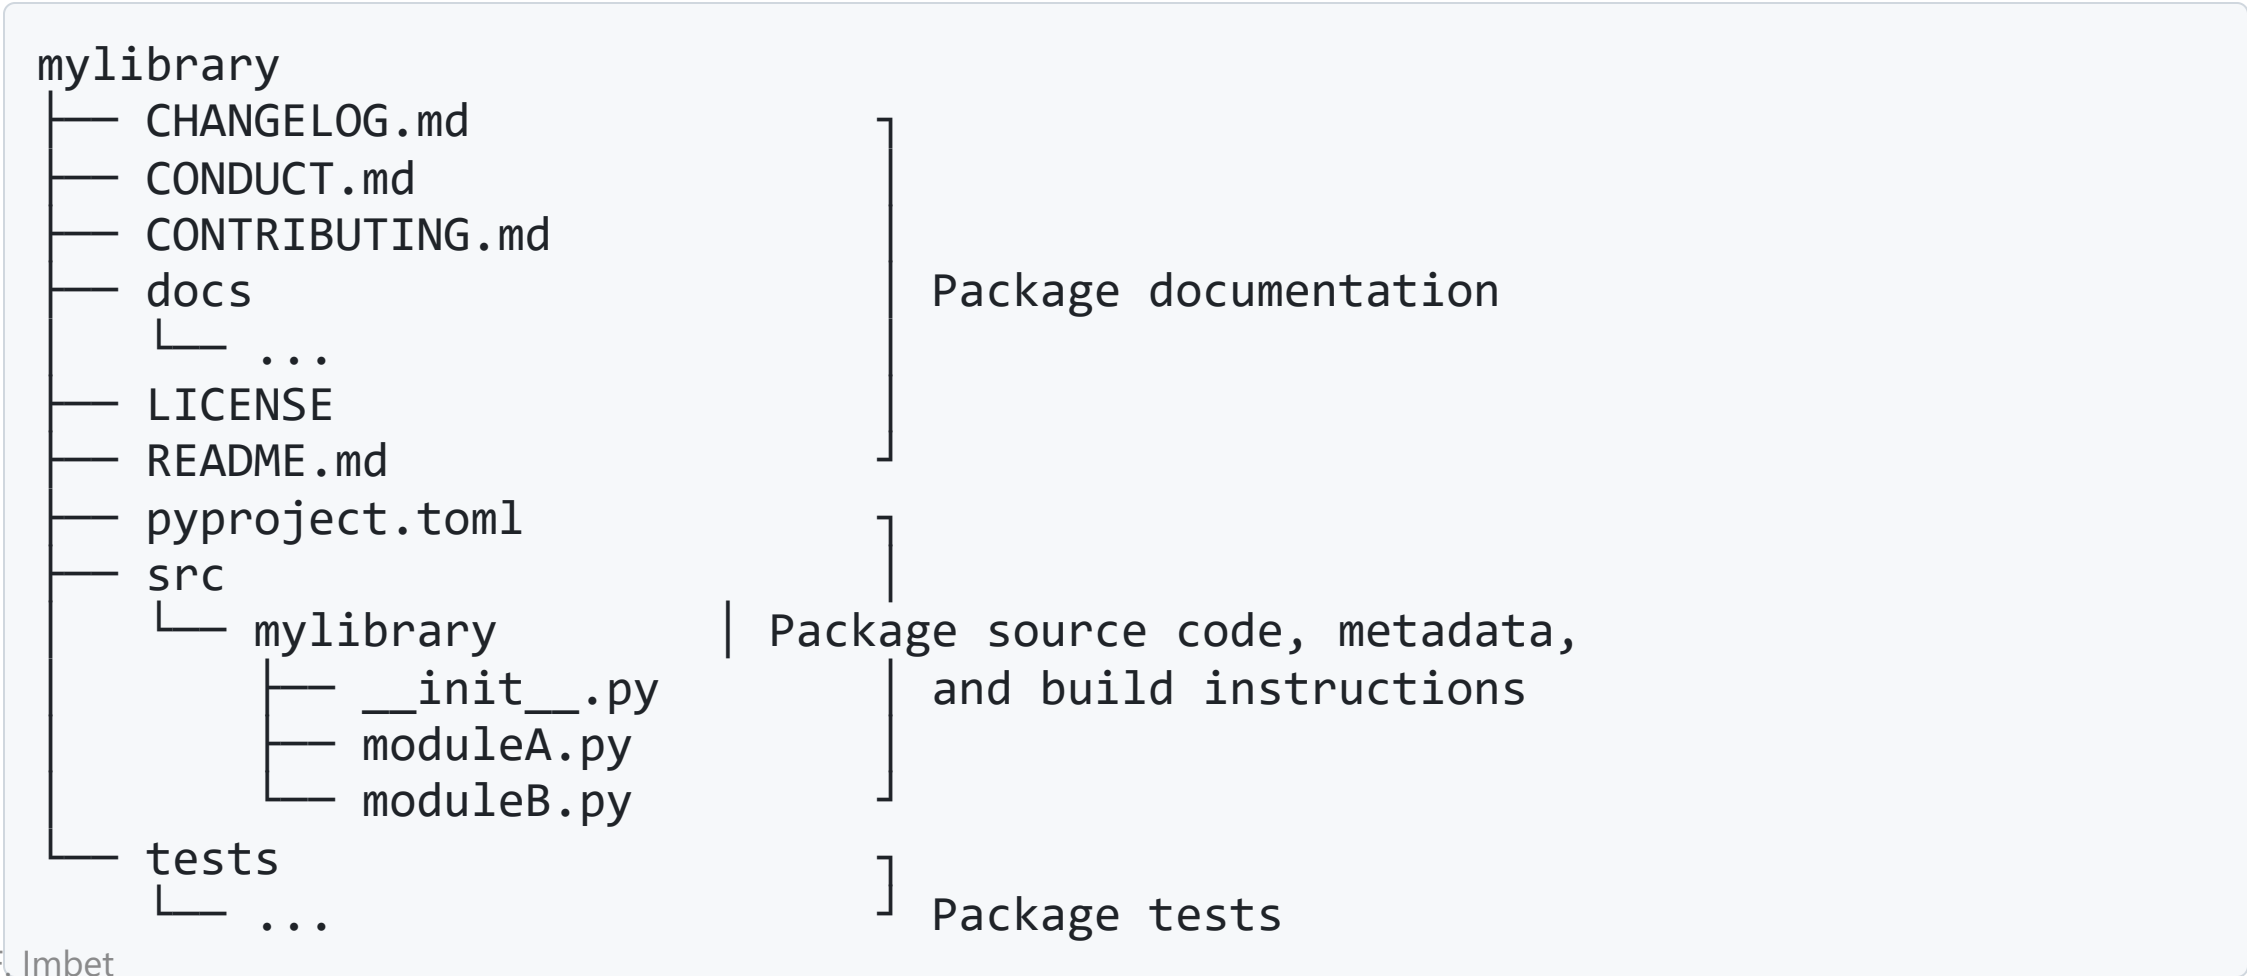 mylibrary
├── CHANGELOG.md ┐
├── CONDUCT.md │
├── CONTRIBUTING.md │
├── docs │ Package documentation
│ └── ... │
├── LICENSE │
├── README.md ┘
├── pyproject.toml ┐
├── src │
│ └── mylibrary │ Package source code, metadata,
│ ├── __init__.py │ and build instructions
│ ├── moduleA.py │
│ └── moduleB.py ┘
└── tests ┐
└── ... ┘ Package tests
Imbet